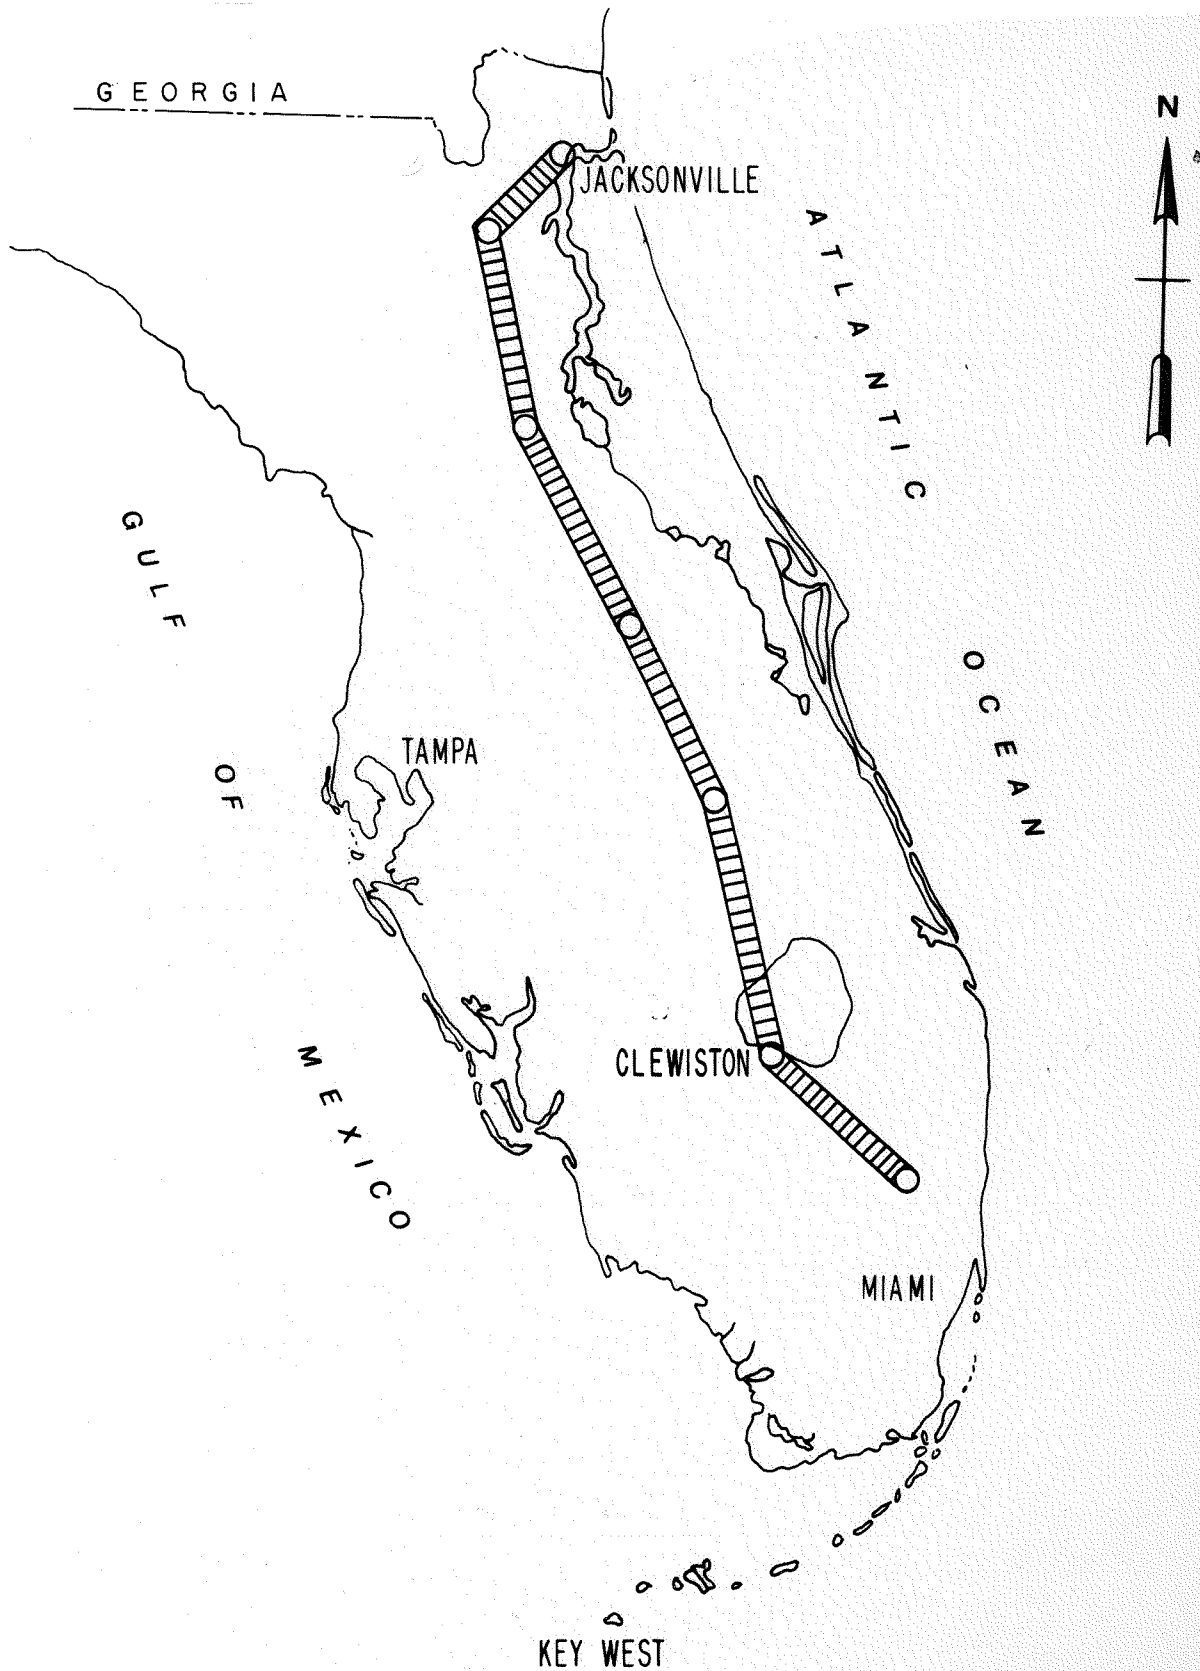 GEORGIA
N
JACKSONVILLE
ATLANTIC
OCEAN
GULF
OF
MEXICO
TAMPA
CLEWISTON
MIAMI
KEY WEST